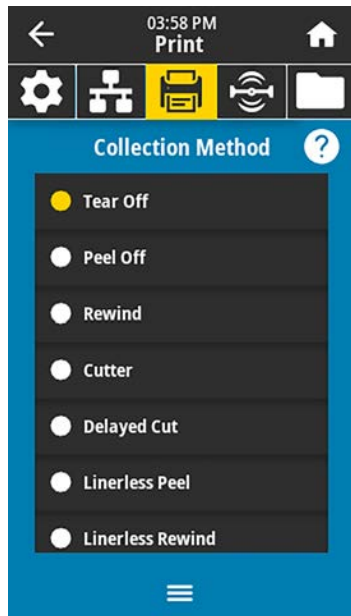 03:58 PM
Print
Collection Method
?
Tear Off
Peel Off
Rewind
Cutter
Delayed Cut
Linerless Peel
Linerless Rewind